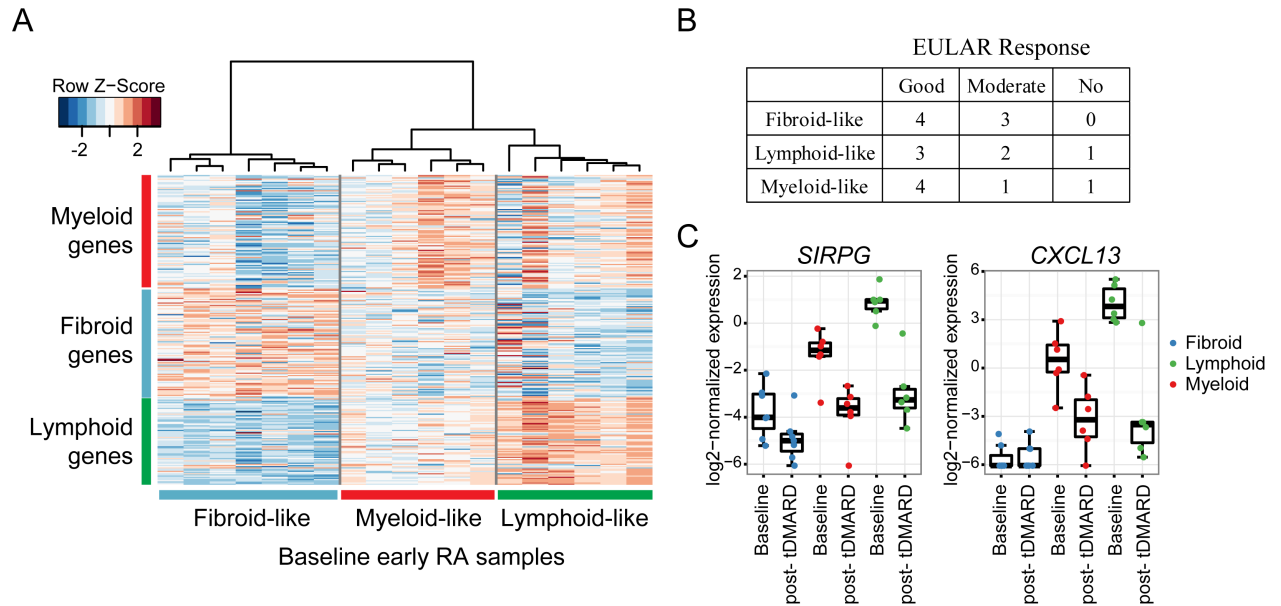 A
Row Z−Score
-2 2
Myeloid
genes
Fibroid
genes
Lymphoid
genes
Fibroid-like Myeloid-like Lymphoid-like
Baseline early RA samples
B
EULAR Response
Good Moderate No
Fibroid-like 4 3 0
Lymphoid-like 3 2 1
Myeloid-like 4 1 1
C
SIRPG
log2−normalized expression
2
0
−2
−4
−6
Baseline
post- tDMARD
Baseline
post- tDMARD
Baseline
post- tDMARD
CXCL13
log2−normalized expression
6
3
0
−3
−6
Baseline
post- tDMARD
Baseline
post- tDMARD
Baseline
post- tDMARD
Fibroid
Lymphoid
Myeloid